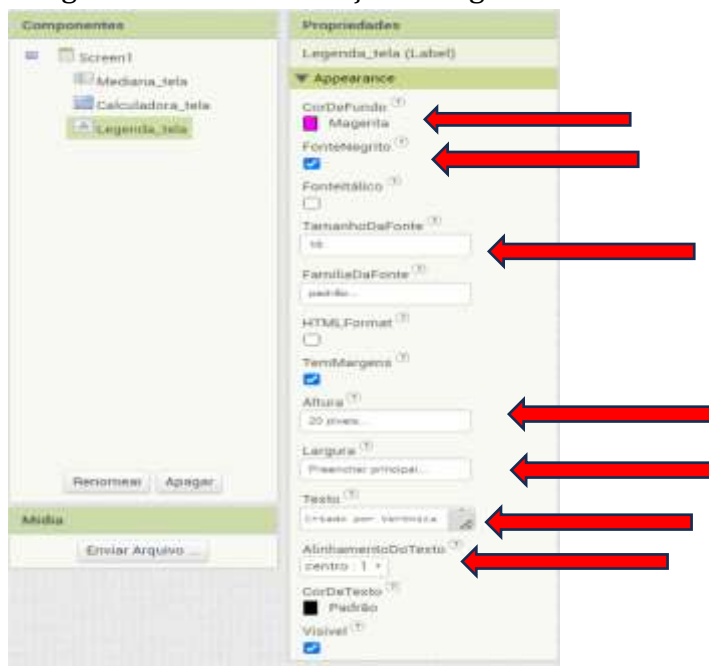 Componentes
Screen1
Mediana_tela
Calculadora_tela
Legenda_tela
Renomear Apagar
Mídia
Enviar Arquivo ...
Propriedades
Legenda_tela (Label)
Appearance
CorDeFundo
Magenta
FonteNegrito
FonteItálico
TamanhoDaFonte
FamíliaDaFonte
padrão...
HTMLFormat
TemMargens
Altura
20 pixels...
Largura
Preencher principal...
Texto
Criado por Verônica
AlinhamentoDoTexto
centro : 1
CorDeTexto
Padrão
Visível